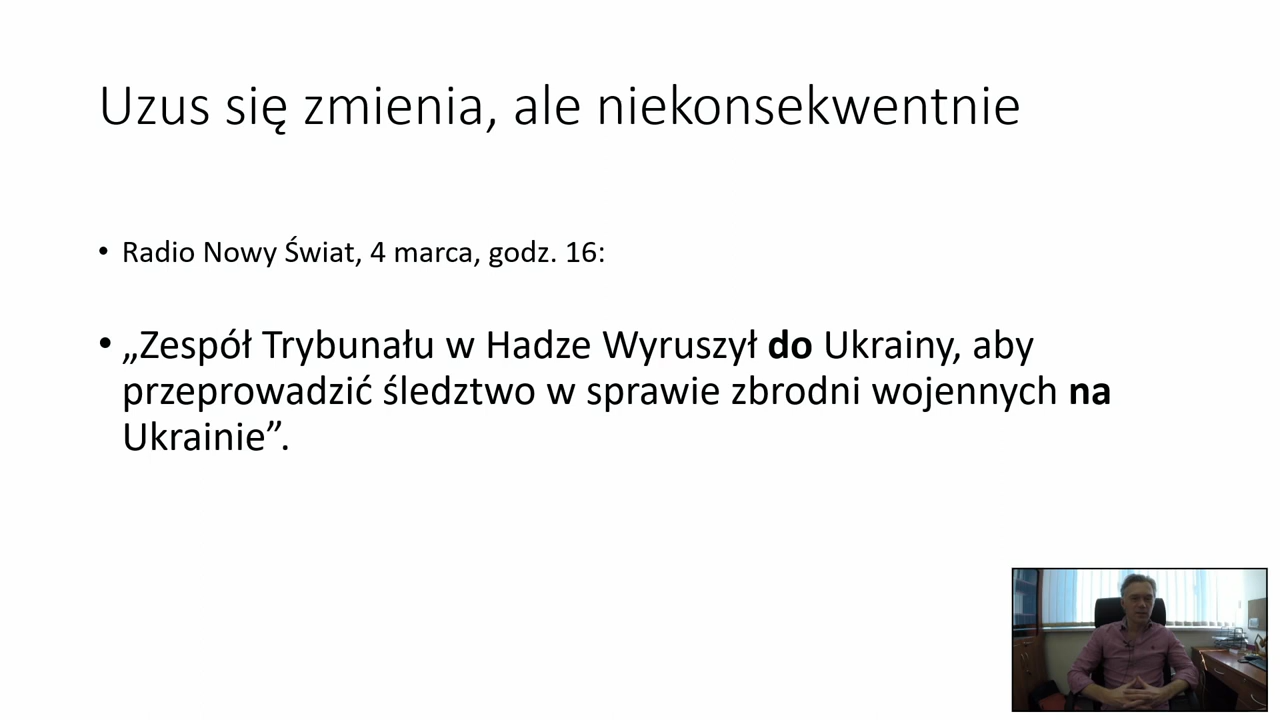 Uzus się zmienia, ale niekonsekwentnie
• Radio Nowy Świat, 4 marca, godz. 16:
• „Zespół Trybunału w Hadze Wyruszył do Ukrainy, aby
przeprowadzić śledztwo w sprawie zbrodni wojennych na
Ukrainie”.